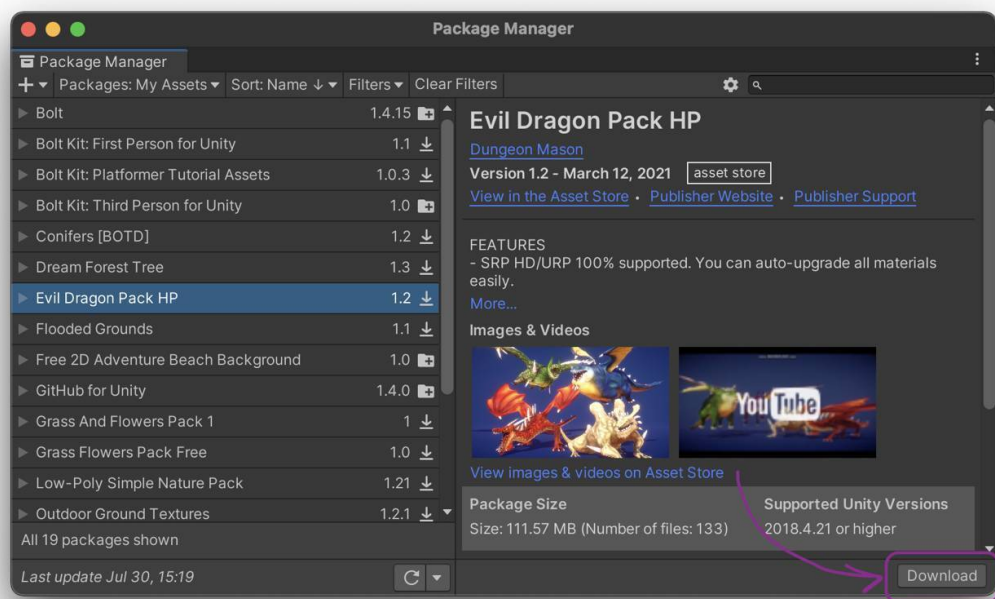 Package Manager
Package Manager
Packages: My Assets Sort: Name ↓ Filters Clear Filters
Bolt 1.4.15
Bolt Kit: First Person for Unity 1.1
Bolt Kit: Platformer Tutorial Assets 1.0.3
Bolt Kit: Third Person for Unity 1.0
Conifers [BOTD] 1.2
Dream Forest Tree 1.3
Evil Dragon Pack HP 1.2
Flooded Grounds 1.1
Free 2D Adventure Beach Background 1.0
GitHub for Unity 1.4.0
Grass And Flowers Pack 1 1
Grass Flowers Pack Free 1.0
Low-Poly Simple Nature Pack 1.21
Outdoor Ground Textures 1.2.1
All 19 packages shown
Last update Jul 30, 15:19
Evil Dragon Pack HP
Dungeon Mason
Version 1.2 - March 12, 2021 asset store
View in the Asset Store • Publisher Website • Publisher Support
FEATURES
- SRP HD/URP 100% supported. You can auto-upgrade all materials
easily.
More...
Images & Videos
YouTube
View images & videos on Asset Store
Package Size Supported Unity Versions
Size: 111.57 MB (Number of files: 133) 2018.4.21 or higher
Download